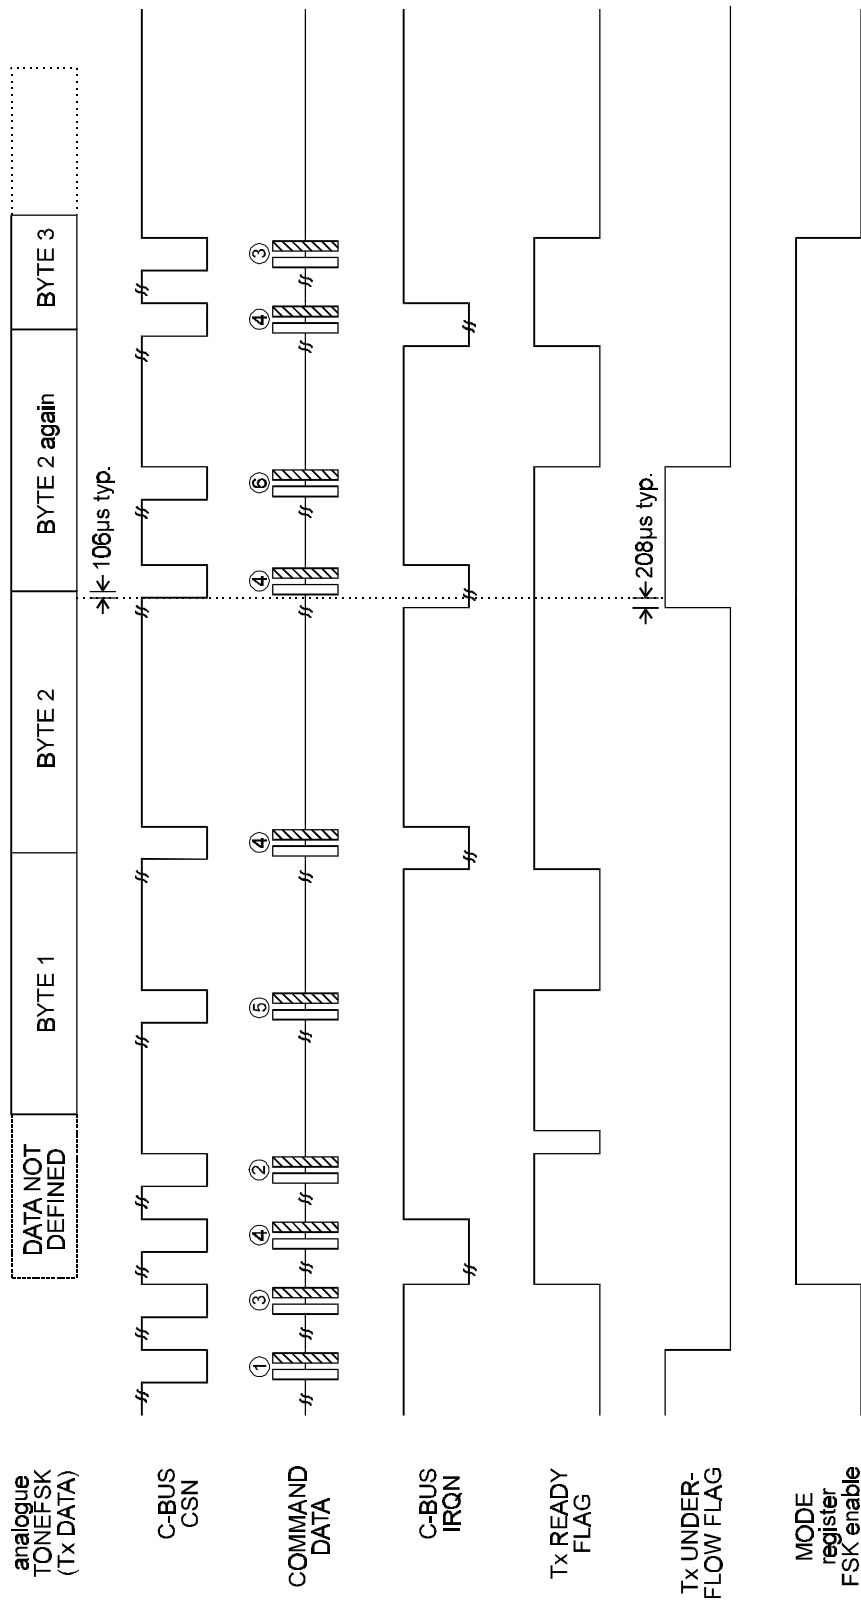 analogue
TONEFSK
(Tx DATA)
DATA NOT
DEFINED
BYTE 1
BYTE 2
BYTE 2 again
BYTE 3
106µs typ.
C-BUS
CSN
COMMAND
DATA
1
3
4
2
5
4
4
6
4
3
C-BUS
IRQN
Tx READY
FLAG
Tx UNDER-
FLOW FLAG
208µs typ.
MODE
register
FSK enable